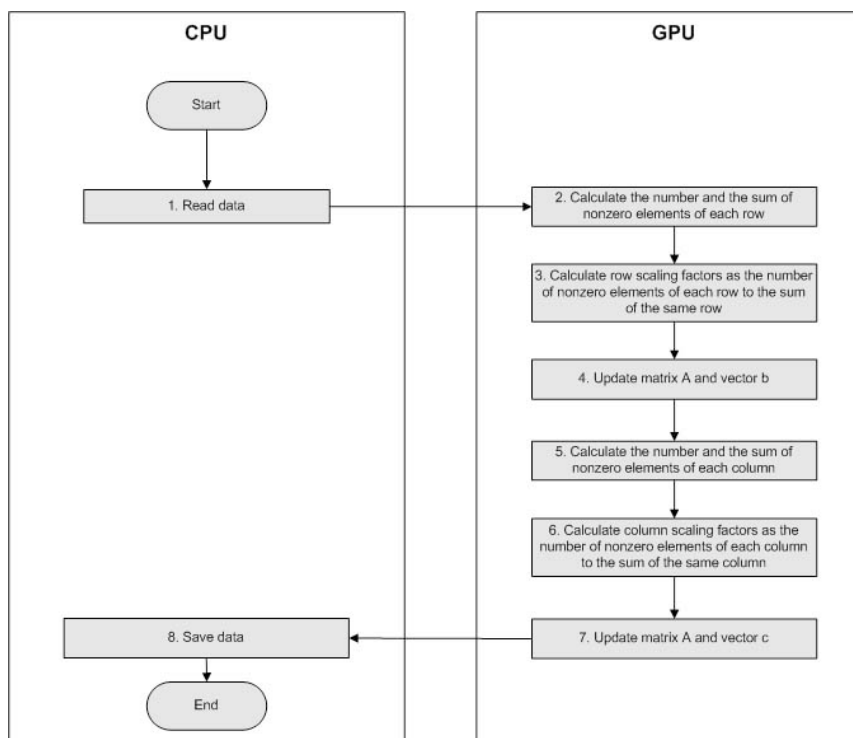 CPU
GPU
Start
1. Read data
2. Calculate the number and the sum of
nonzero elements of each row
3. Calculate row scaling factors as the number
of nonzero elements of each row to the sum
of the same row
4. Update matrix A and vector b
5. Calculate the number and the sum of
nonzero elements of each column
6. Calculate column scaling factors as the
number of nonzero elements of each column
to the sum of the same column
7. Update matrix A and vector c
8. Save data
End